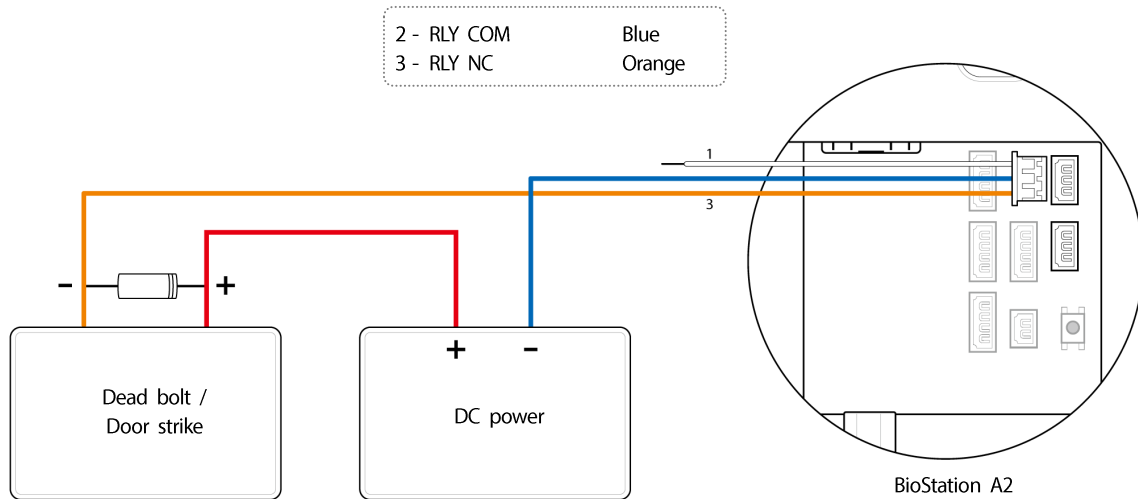 2 - RLY COM Blue
3 - RLY NC Orange
1
3
- +
+ -
Dead bolt /
Door strike
DC power
BioStation A2